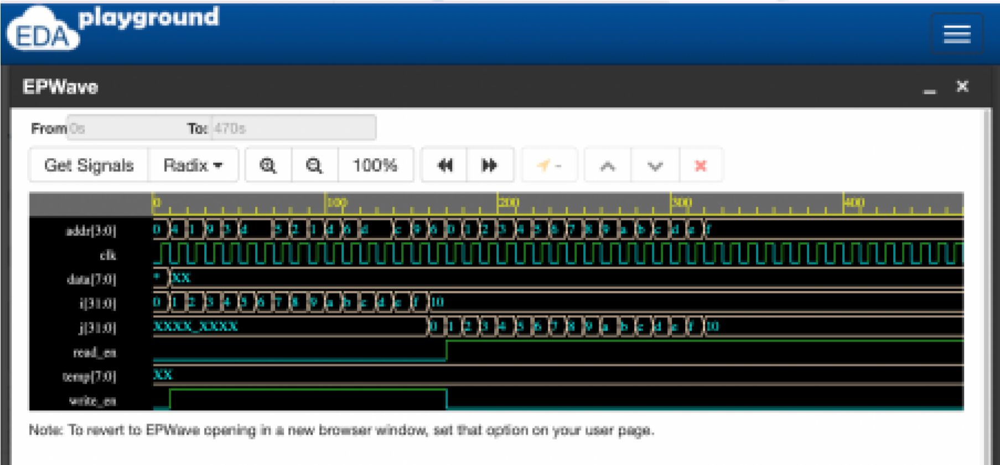 EDA playground
EPWave
From 0s To: 470s
Get Signals Radix 100% -
0 100 200 300 400
addr[3:0] 0 4 1 9 3 d 5 2 1 d 6 d c 9 6 0 1 2 3 4 5 6 7 8 9 a b c d e f
clk
data[7:0] * XX
i[31:0] 0 1 2 3 4 5 6 7 8 9 a b c d e f 10
j[31:0] XXXX_XXXX 0 1 2 3 4 5 6 7 8 9 a b c d e f 10
read_en
temp[7:0] XX
write_en
Note: To revert to EPWave opening in a new browser window, set that option on your user page.